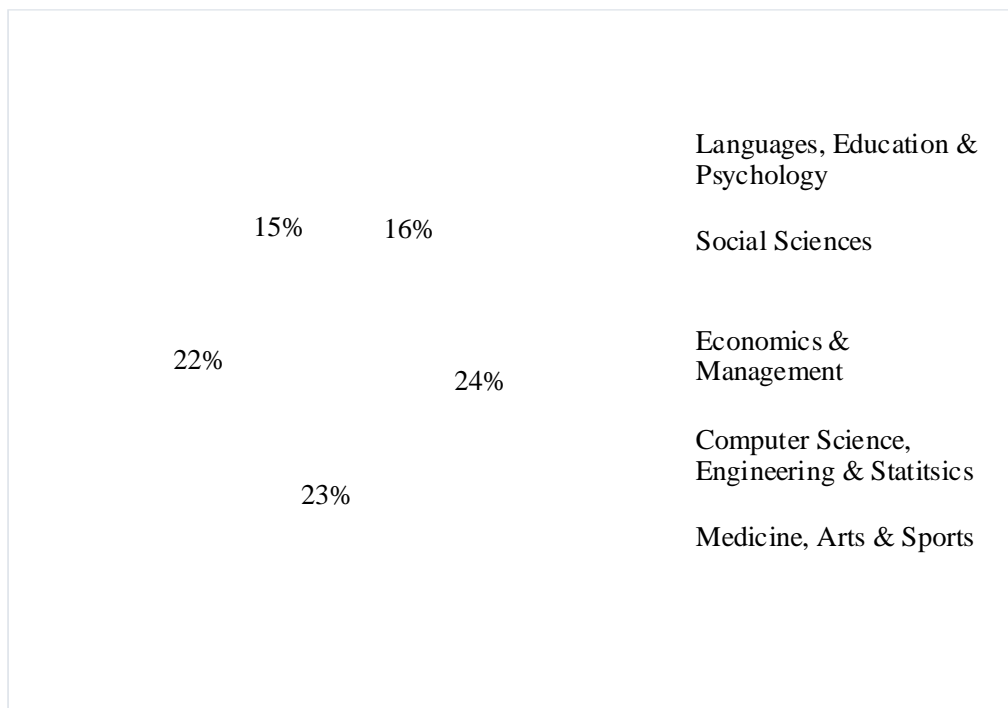 Languages, Education &
Psychology
15%
16%
Social Sciences
Economics &
Management
22%
24%
Computer Science,
Engineering & Statitsics
23%
Medicine, Arts & Sports